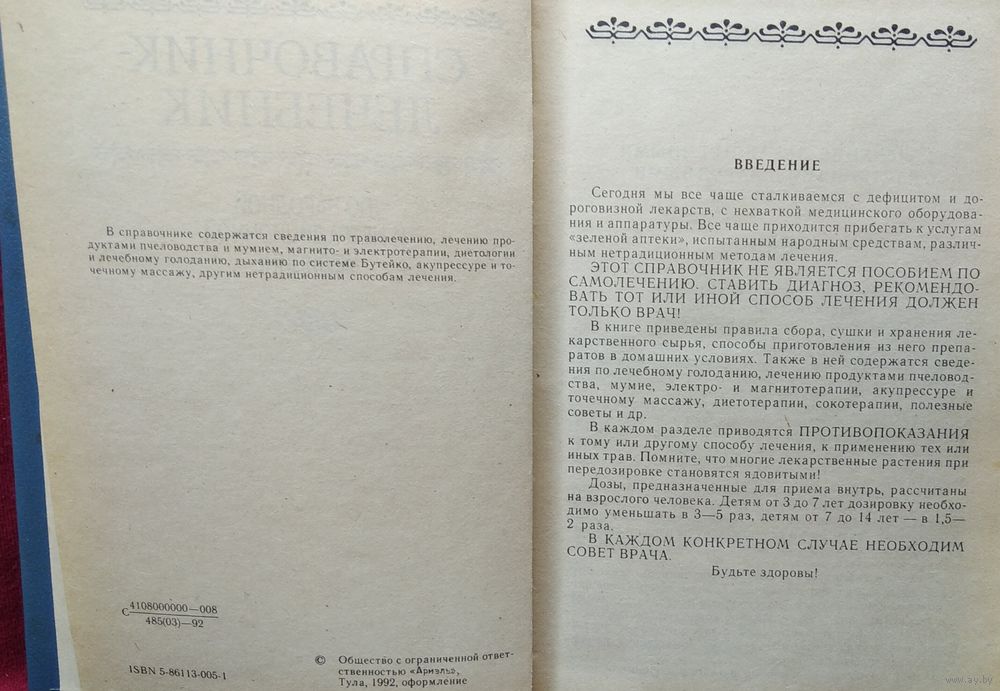 В справочнике содержатся сведения по траволечению, лечению про-
дуктами пчеловодства и мумием, магнито- и электротерапии, диетологии
и лечебному голоданию, дыханию по системе Бутейко, акупрессуре и то-
чечному массажу, другим нетрадиционным способам лечения.
С 4108000000—008
485(03)—92
ISBN 5-86113-005-1
© Общество с ограниченной ответ-
ственностью «Ариэль»,
Тула, 1992, оформление
ВВЕДЕНИЕ
Сегодня мы все чаще сталкиваемся с дефицитом и до-
роговизной лекарств, с нехваткой медицинского оборудова-
ния и аппаратуры. Все чаще приходится прибегать к услугам
«зеленой аптеки», испытанным народным средствам, различ-
ным нетрадиционным методам лечения.
ЭТОТ СПРАВОЧНИК НЕ ЯВЛЯЕТСЯ ПОСОБИЕМ ПО
САМОЛЕЧЕНИЮ. СТАВИТЬ ДИАГНОЗ, РЕКОМЕНДО-
ВАТЬ ТОТ ИЛИ ИНОЙ СПОСОБ ЛЕЧЕНИЯ ДОЛЖЕН
ТОЛЬКО ВРАЧ!
В книге приведены правила сбора, сушки и хранения ле-
карственного сырья, способы приготовления из него препа-
ратов в домашних условиях. Также в ней содержатся сведе-
ния по лечебному голоданию, лечению продуктами пчеловод-
ства, мумие, электро- и магнитотерапии, акупрессуре и
точечному массажу, диетотерапии, сокотерапии, полезные
советы и др.
В каждом разделе приводятся ПРОТИВОПОКАЗАНИЯ
к тому или другому способу лечения, к применению тех или
иных трав. Помните, что многие лекарственные растения при
передозировке становятся ядовитыми!
Дозы, предназначенные для приема внутрь, рассчитаны
на взрослого человека. Детям от 3 до 7 лет дозировку необхо-
димо уменьшать в 3—5 раз, детям от 7 до 14 лет — в 1,5—
2 раза.
В КАЖДОМ КОНКРЕТНОМ СЛУЧАЕ НЕОБХОДИМ
СОВЕТ ВРАЧА.
Будьте здоровы!
www.ay.by